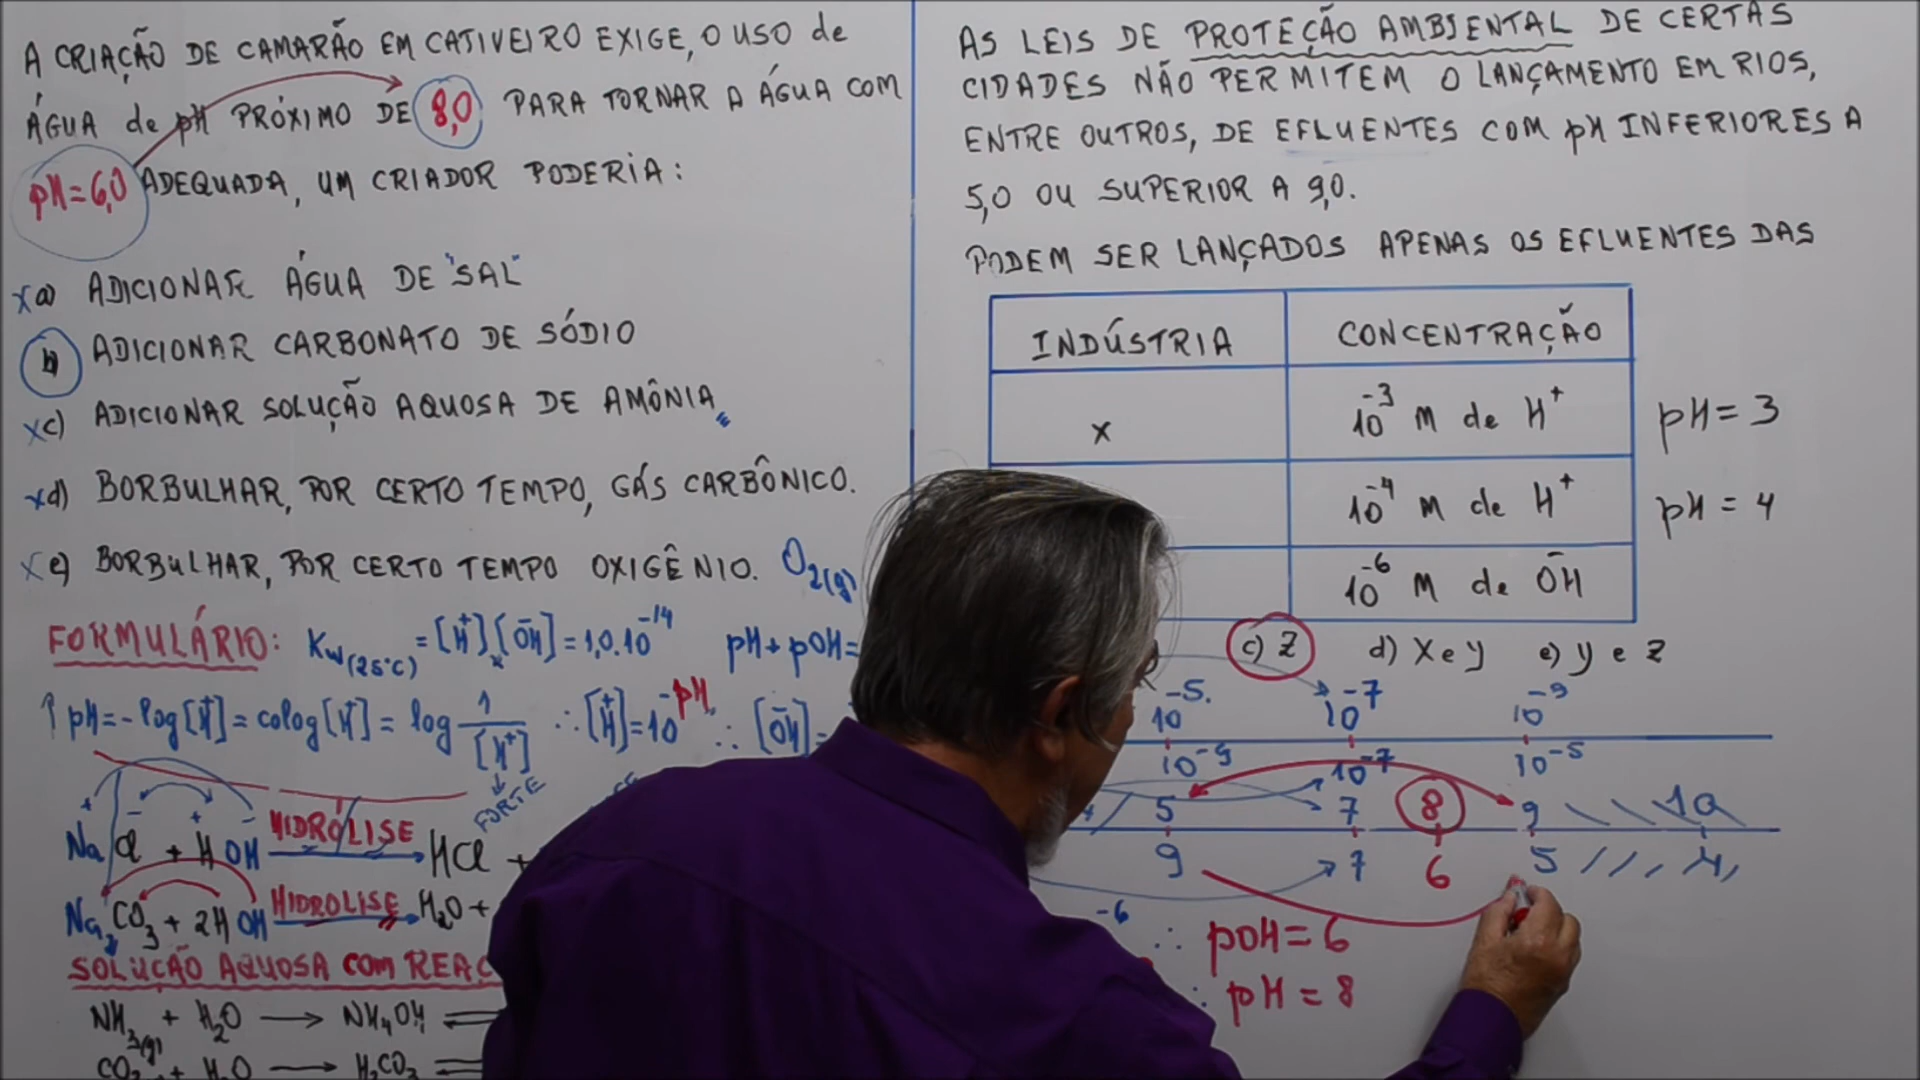 A CRIAÇÃO DE CAMARÃO EM CATIVEIRO EXIGE, O USO de
ÁGUA de pH PRÓXIMO DE 8,0 PARA TORNAR A ÁGUA COM
pH=6,0 ADEQUADA, UM CRIADOR PODERIA:
x a) ADICIONAR ÁGUA DE "SAL"
b) ADICIONAR CARBONATO DE SÓDIO
x c) ADICIONAR SOLUÇÃO AQUOSA DE AMÔNIA
x d) BORBULHAR, POR CERTO TEMPO, GÁS CARBÔNICO.
x e) BORBULHAR, POR CERTO TEMPO OXIGÊNIO. O2(g)
FORMULÁRIO: Kw(25°C) = [H+] x [OH-] = 1,0.10^-14 pH + pOH=
↑ pH = - log[H+] = colog[H+] = log 1/[H+] ∴ [H+] = 10^-pH ∴ [OH-] =
FORTE
NaCl + HOH HIDRÓLISE HCl +
Na2CO3 + 2HOH HIDRÓLISE H2O +
SOLUÇÃO AQUOSA COM REAÇ
NH3(g) + H2O → NH4OH
CO2 + H2O → H2CO3
AS LEIS DE PROTEÇÃO AMBIENTAL DE CERTAS
CIDADES NÃO PERMITEM O LANÇAMENTO EM RIOS,
ENTRE OUTROS, DE EFLUENTES COM pH INFERIORES A
5,0 OU SUPERIOR A 9,0.
PODEM SER LANÇADOS APENAS OS EFLUENTES DAS
INDÚSTRIA CONCENTRAÇÃO
X 10^-3 M de H+ pH = 3
10^-4 M de H+ pH = 4
10^-6 M de OH-
c) Z d) X e Y e) Y e Z
10^-5 10^-7 10^-9
10^-9 10^-7 10^-5
5 7 8 9 10
9 7 6 5 4
-6 ∴ pOH = 6
∴ pH = 8